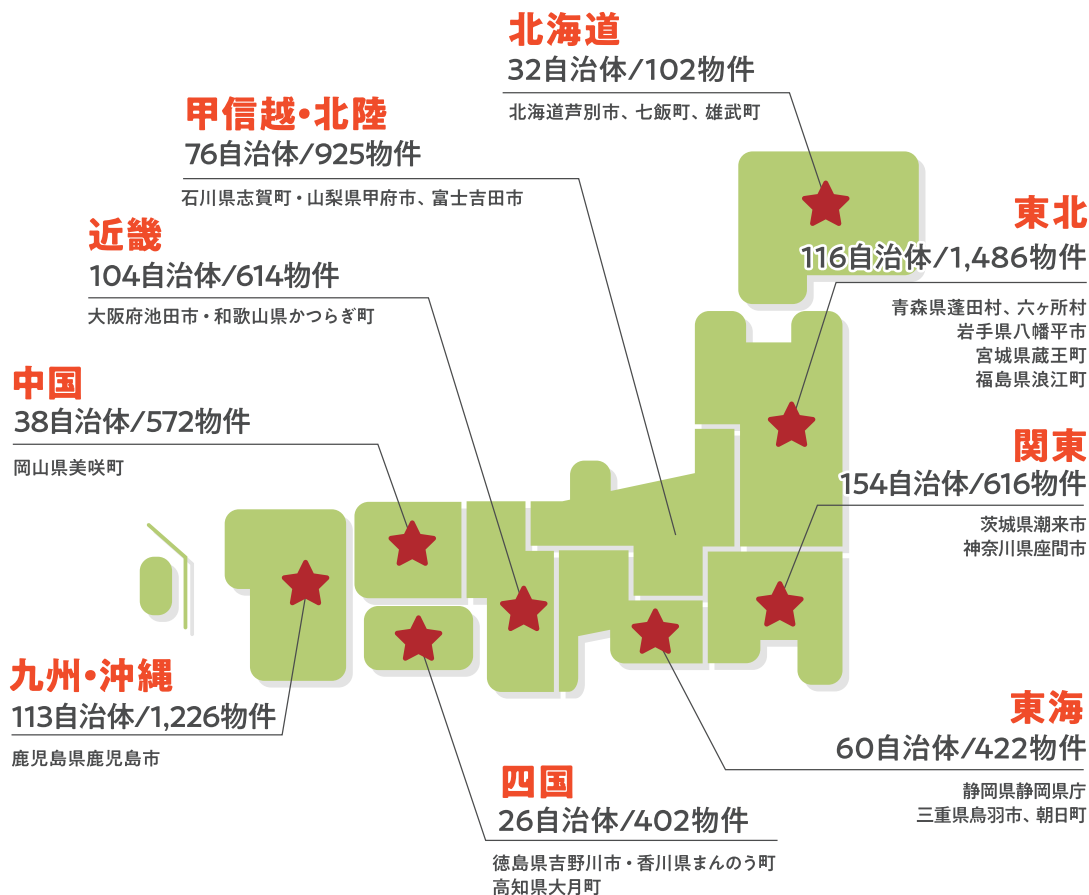 北海道
32自治体/102物件
北海道芦別市、七飯町、雄武町
甲信越・北陸
76自治体/925物件
石川県志賀町・山梨県甲府市、富士吉田市
近畿
104自治体/614物件
大阪府池田市・和歌山県かつらぎ町
中国
38自治体/572物件
岡山県美咲町
九州・沖縄
113自治体/1,226物件
鹿児島県鹿児島市
四国
26自治体/402物件
徳島県吉野川市・香川県まんのう町
高知県大月町
東北
116自治体/1,486物件
青森県蓬田村、六ヶ所村
岩手県八幡平市
宮城県蔵王町
福島県浪江町
関東
154自治体/616物件
茨城県潮来市
神奈川県座間市
東海
60自治体/422物件
静岡県静岡県庁
三重県鳥羽市、朝日町